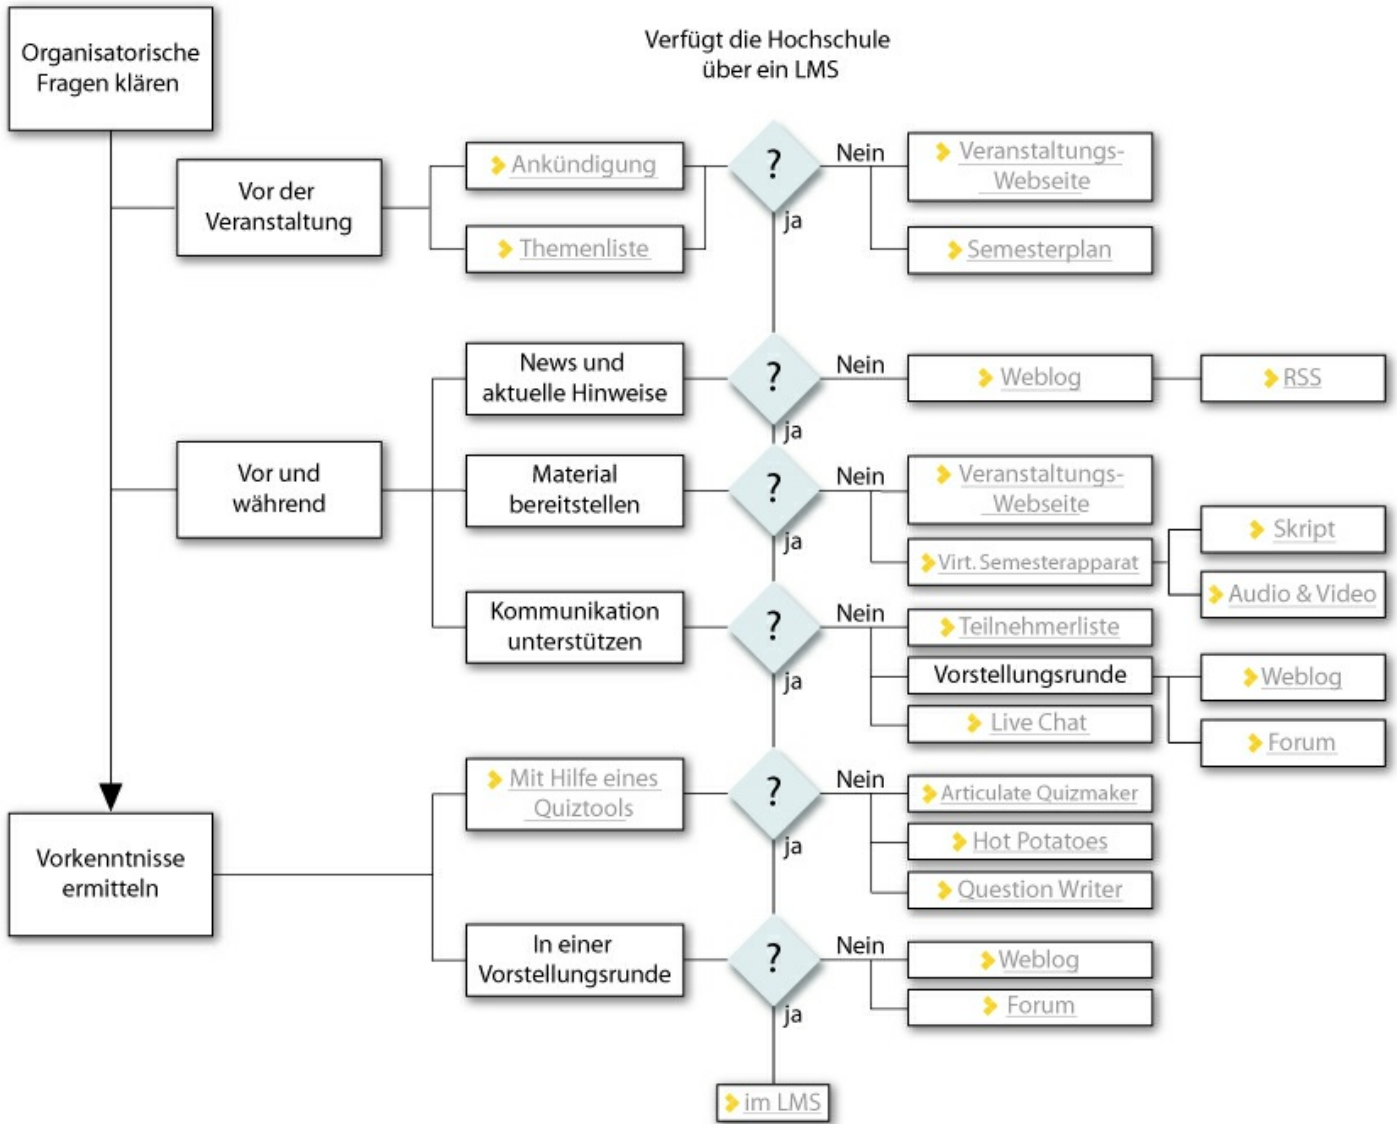 Organisatorische
Fragen klären
Verfügt die Hochschule
über ein LMS
Vor der
Veranstaltung
Ankündigung
Themenliste
?
Nein
ja
Veranstaltungs-
Webseite
Semesterplan
Vor und
während
News und
aktuelle Hinweise
?
Nein
ja
Weblog
RSS
Material
bereitstellen
?
Nein
ja
Veranstaltungs-
Webseite
Virt. Semesterapparat
Skript
Audio & Video
Kommunikation
unterstützen
?
Nein
ja
Teilnehmerliste
Vorstellungsrunde
Live Chat
Weblog
Forum
Vorkenntnisse
ermitteln
Mit Hilfe eines
Quiztools
?
Nein
ja
Articulate Quizmaker
Hot Potatoes
Question Writer
In einer
Vorstellungsrunde
?
Nein
ja
Weblog
Forum
im LMS